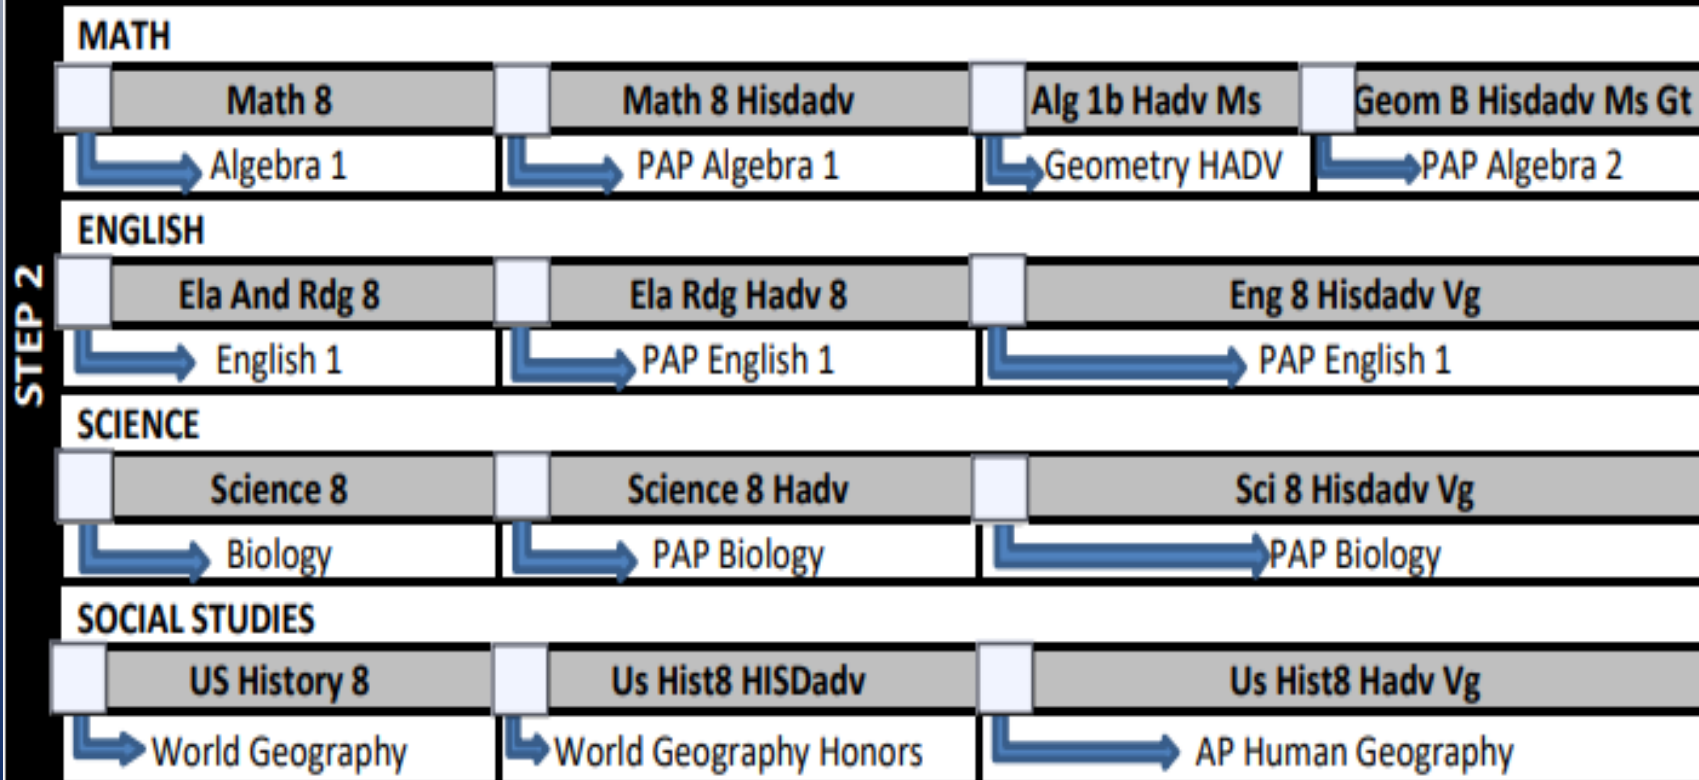 STEP 2
MATH
Math 8 Math 8 Hisdadv Alg 1b Hadv Ms Geom B Hisdadv Ms Gt
Algebra 1 PAP Algebra 1 Geometry HADV PAP Algebra 2
ENGLISH
Ela And Rdg 8 Ela Rdg Hadv 8 Eng 8 Hisdadv Vg
English 1 PAP English 1 PAP English 1
SCIENCE
Science 8 Science 8 Hadv Sci 8 Hisdadv Vg
Biology PAP Biology PAP Biology
SOCIAL STUDIES
US History 8 Us Hist8 HISDadv Us Hist8 Hadv Vg
World Geography World Geography Honors AP Human Geography